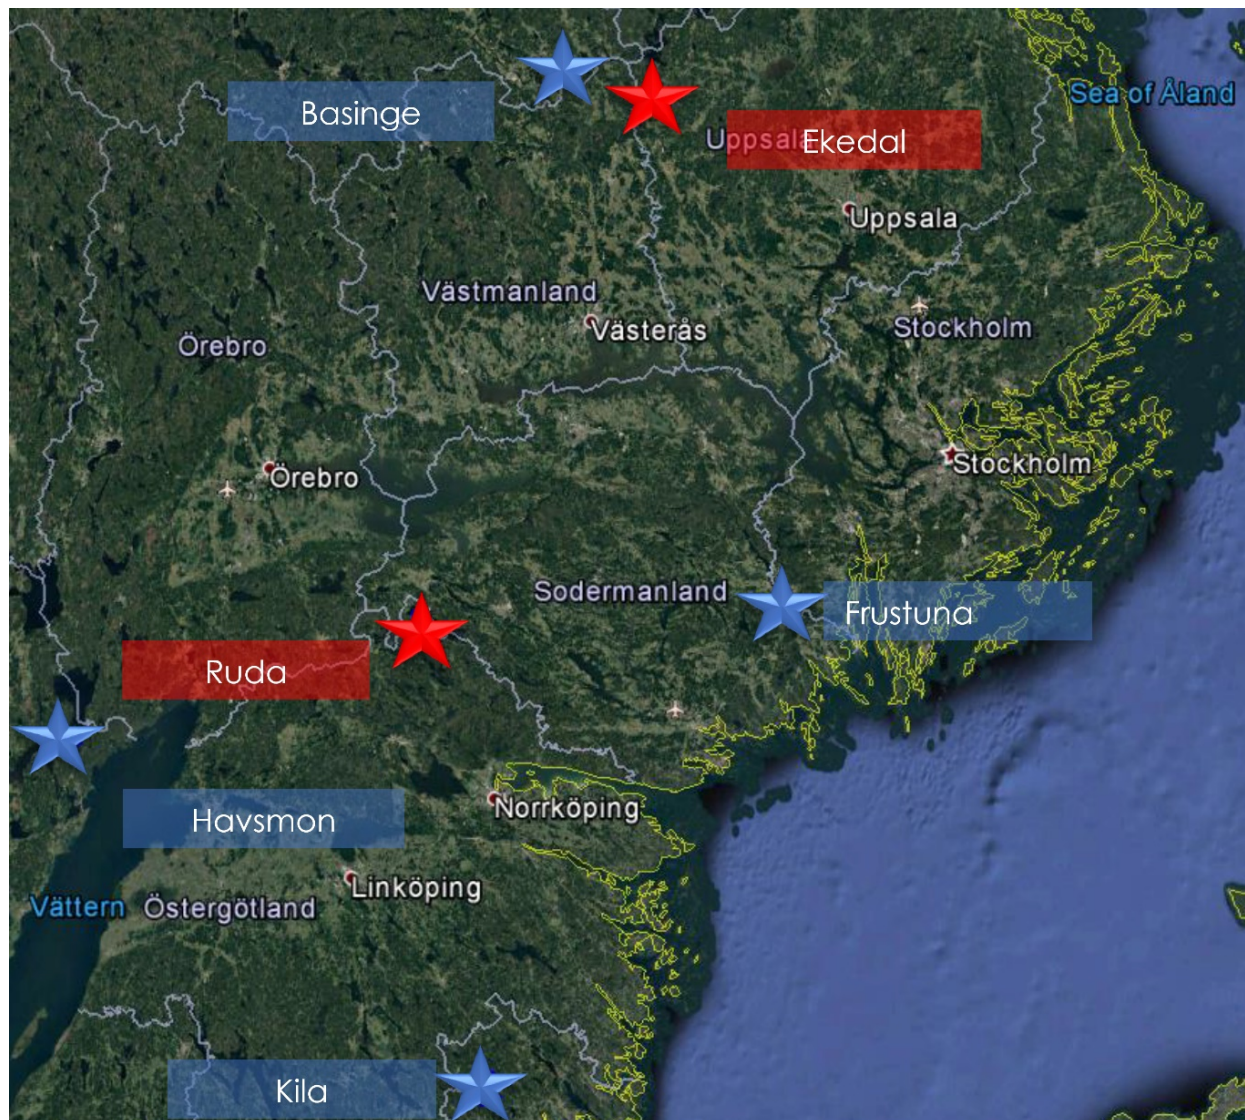 Basinge
Sea of Åland
Uppsala
Ekedal
Uppsala
Västmanland
Västerås
Stockholm
Örebro
Örebro
Stockholm
Sodermanland
Frustuna
Ruda
Norrköping
Havsmon
Linköping
Vättern
Östergötland
Kila